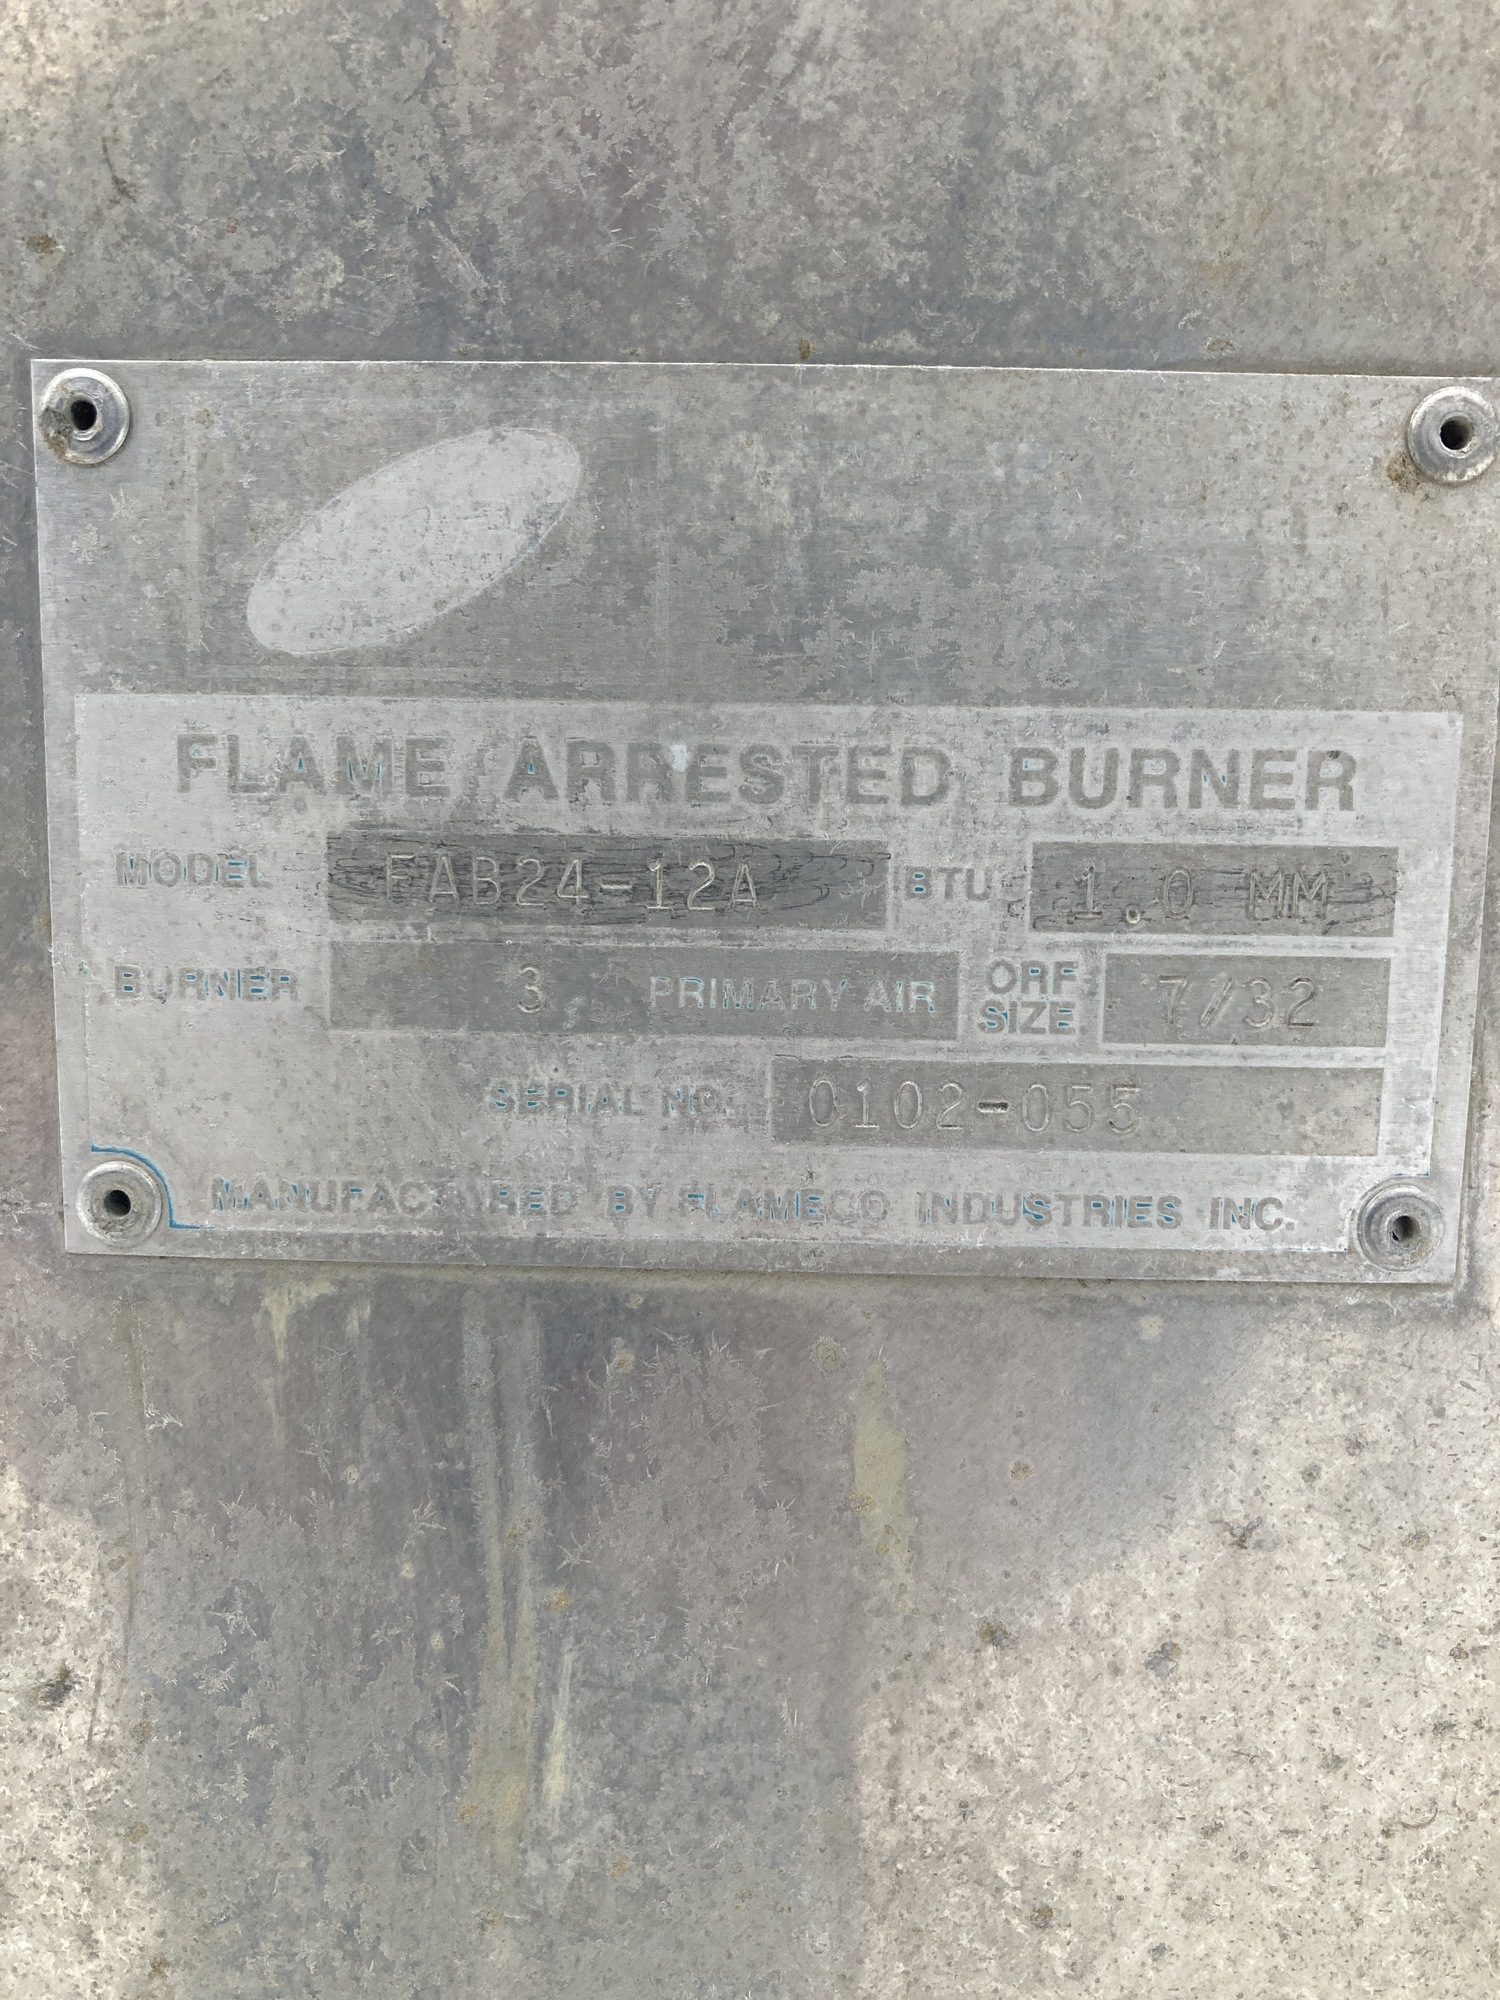 FLAME ARRESTED BURNER
MODEL FAB24-12A BTU 1.0 MM
BURNER 3 PRIMARY AIR ORF. SIZE 7/32
SERIAL NO. 0102-055
MANUFACTURED BY FLAMECO INDUSTRIES INC.